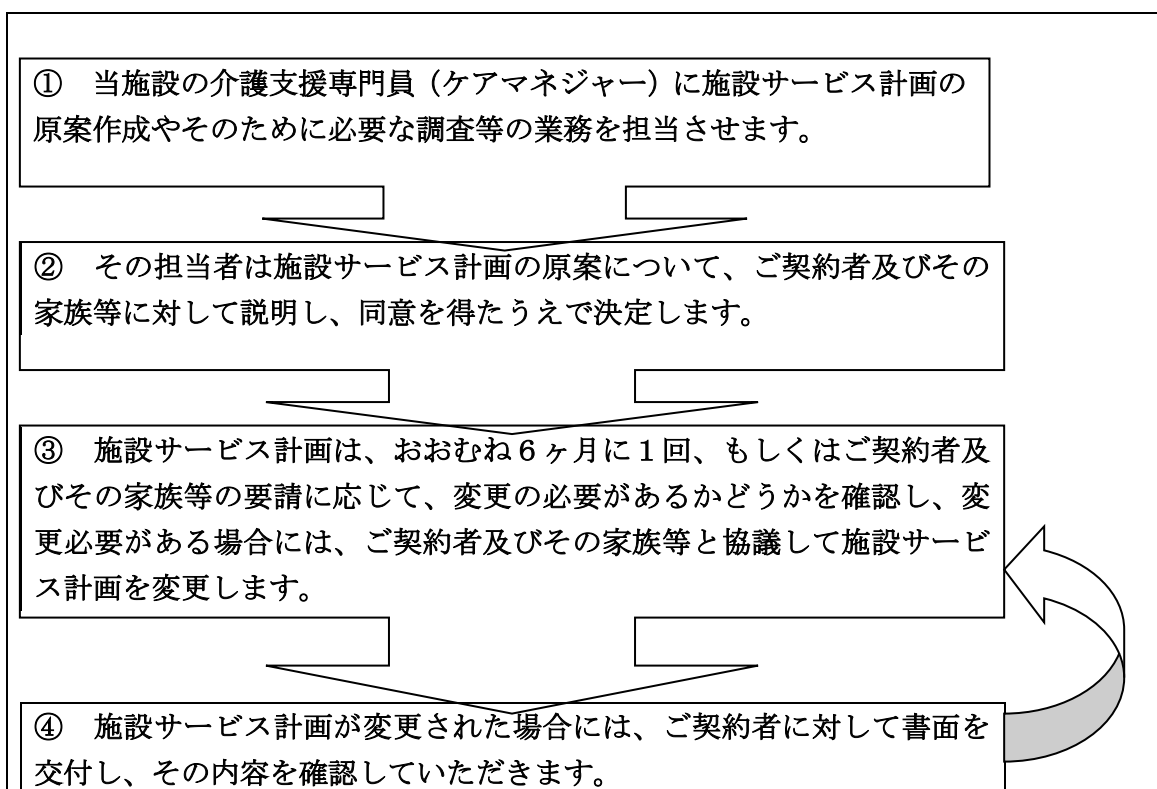 ①　当施設の介護支援専門員（ケアマネジャー）に施設サービス計画の
原案作成やそのために必要な調査等の業務を担当させます。
②　その担当者は施設サービス計画の原案について、ご契約者及びその
家族等に対して説明し、同意を得たうえで決定します。
③　施設サービス計画は、おおむね６ヶ月に１回、もしくはご契約者及
びその家族等の要請に応じて、変更の必要があるかどうかを確認し、変
更必要がある場合には、ご契約者及びその家族等と協議して施設サービ
ス計画を変更します。
④　施設サービス計画が変更された場合には、ご契約者に対して書面を
交付し、その内容を確認していただきます。